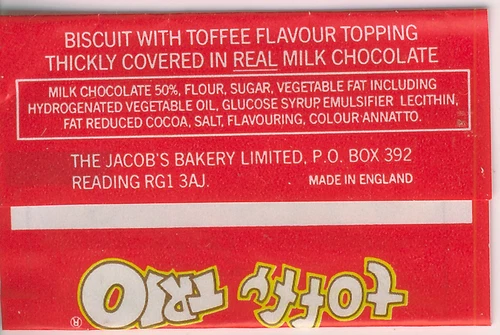 BISCUIT WITH TOFFEE FLAVOUR TOPPING
THICKLY COVERED IN REAL MILK CHOCOLATE
MILK CHOCOLATE 50%, FLOUR, SUGAR, VEGETABLE FAT INCLUDING
HYDROGENATED VEGETABLE OIL, GLUCOSE SYRUP, EMULSIFIER LECITHIN,
FAT REDUCED COCOA, SALT, FLAVOURING, COLOUR ANNATTO.
THE JACOB'S BAKERY LIMITED, P.O. BOX 392
READING RG1 3AJ. MADE IN ENGLAND
toffy TRIO ®